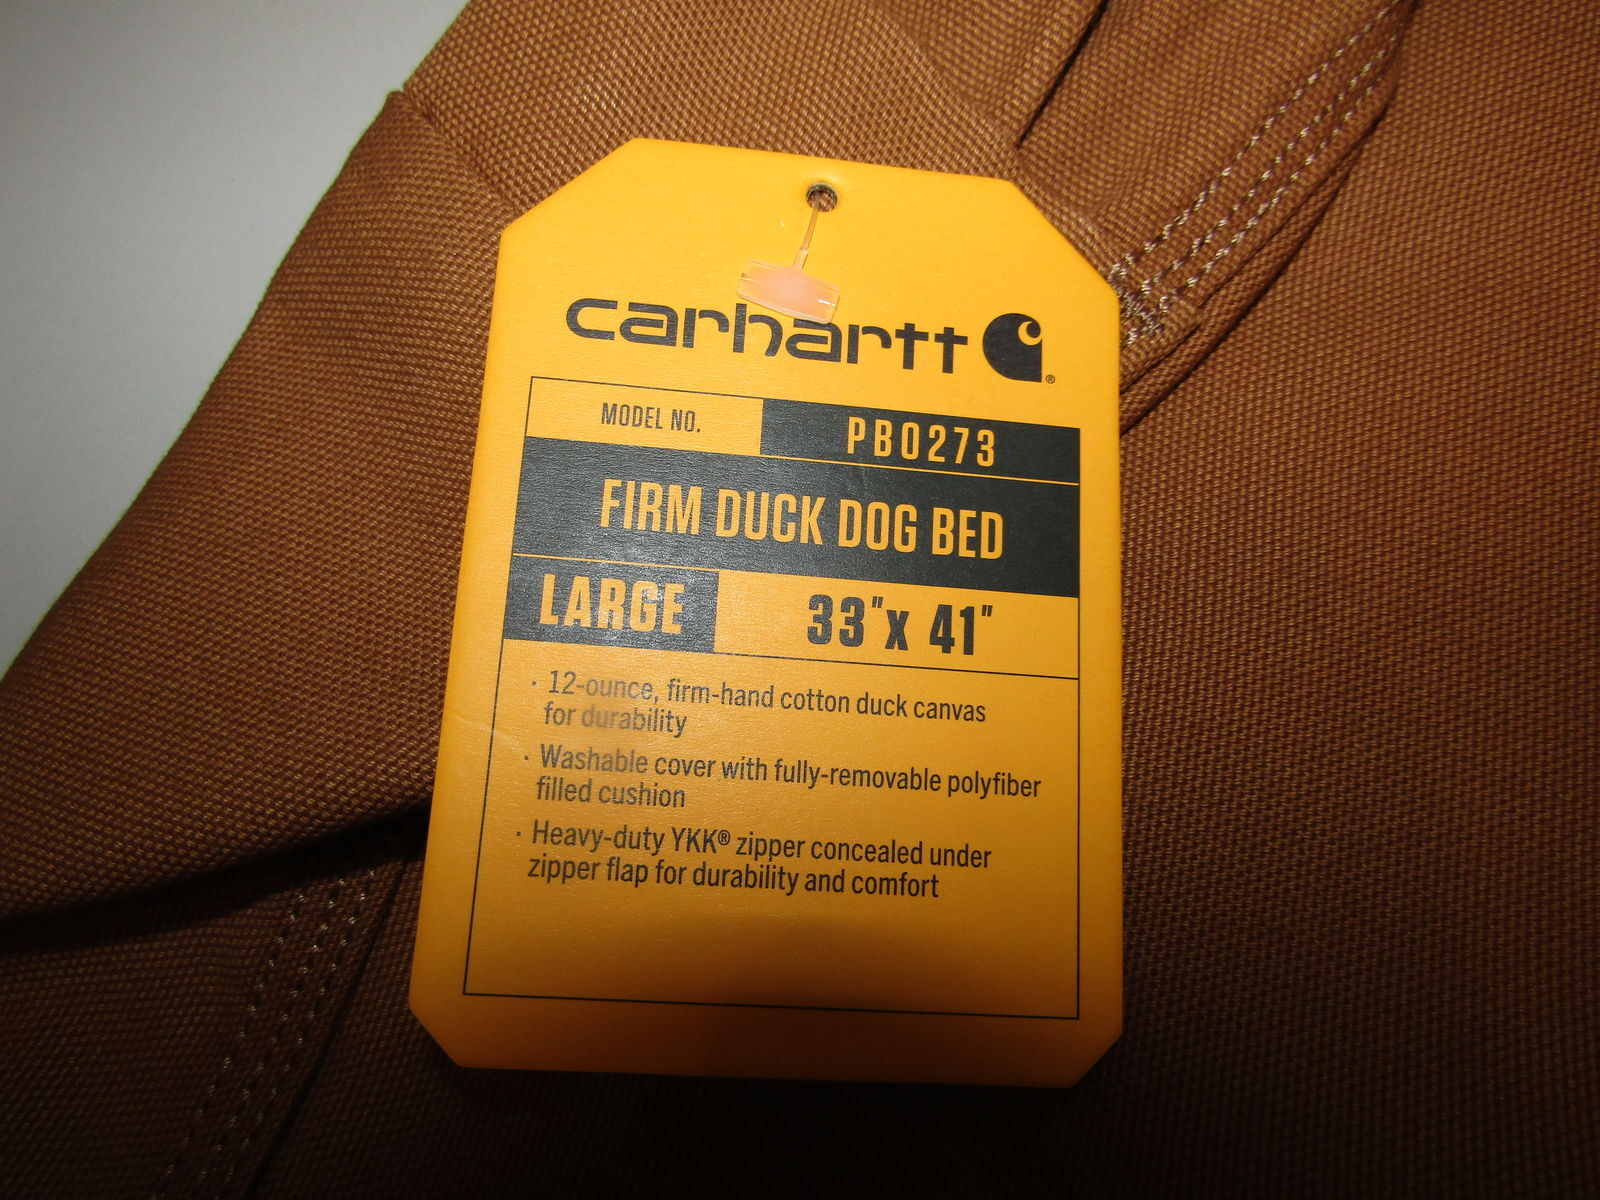 carhartt
®
MODEL NO. PB0273
FIRM DUCK DOG BED
LARGE 33"x 41"
· 12-ounce, firm-hand cotton duck canvas
for durability
· Washable cover with fully-removable polyfiber
filled cushion
· Heavy-duty YKK® zipper concealed under
zipper flap for durability and comfort